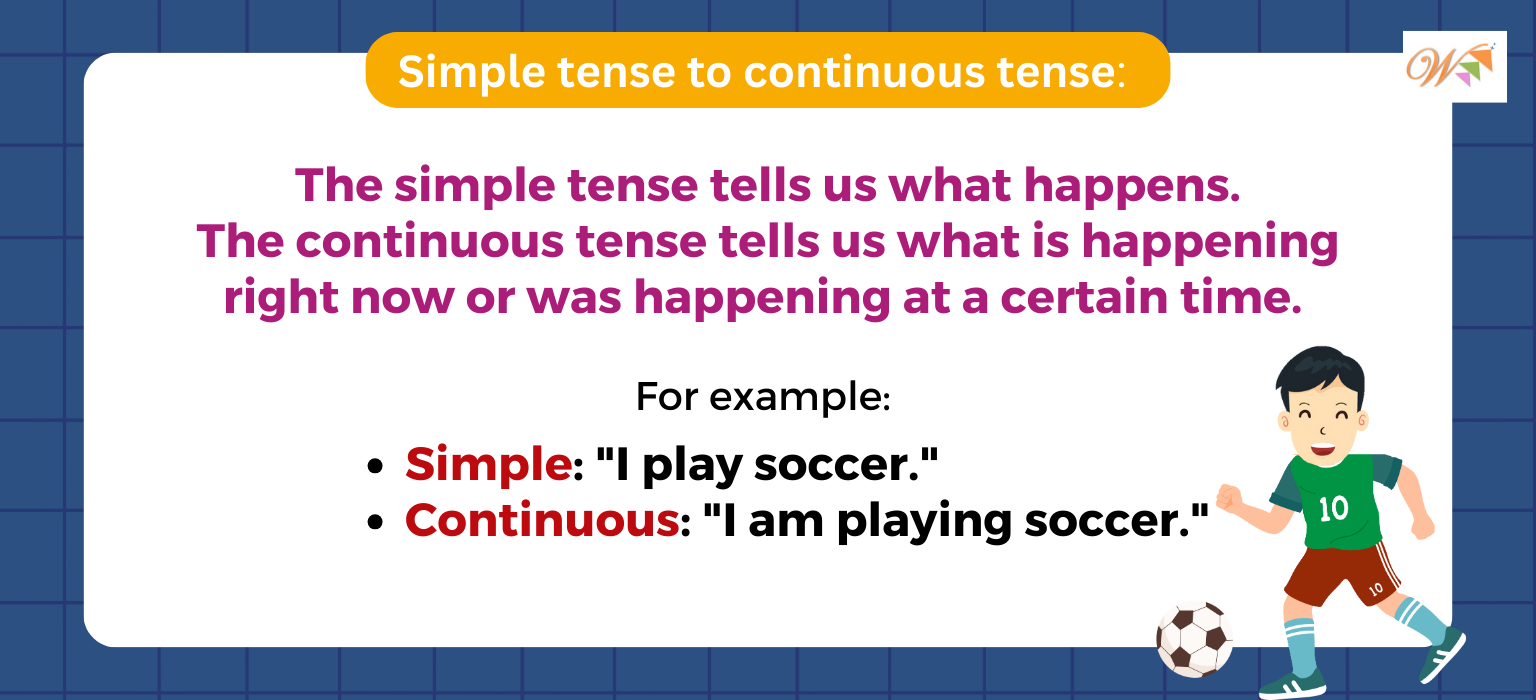 Simple tense to continuous tense:
W
The simple tense tells us what happens.
The continuous tense tells us what is happening
right now or was happening at a certain time.
For example:
• Simple: "I play soccer."
• Continuous: "I am playing soccer."
10
10